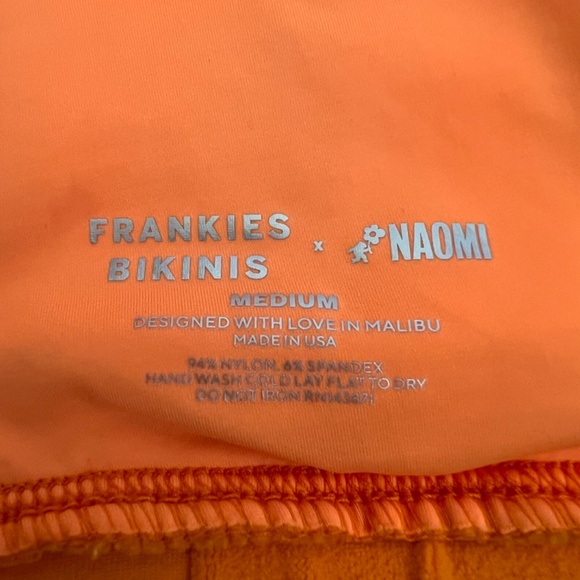 FRANKIES BIKINIS x NAOMI
MEDIUM
DESIGNED WITH LOVE IN MALIBU
MADE IN USA
94% NYLON, 6% SPANDEX
HAND WASH COLD LAY FLAT TO DRY
DO NOT IRON